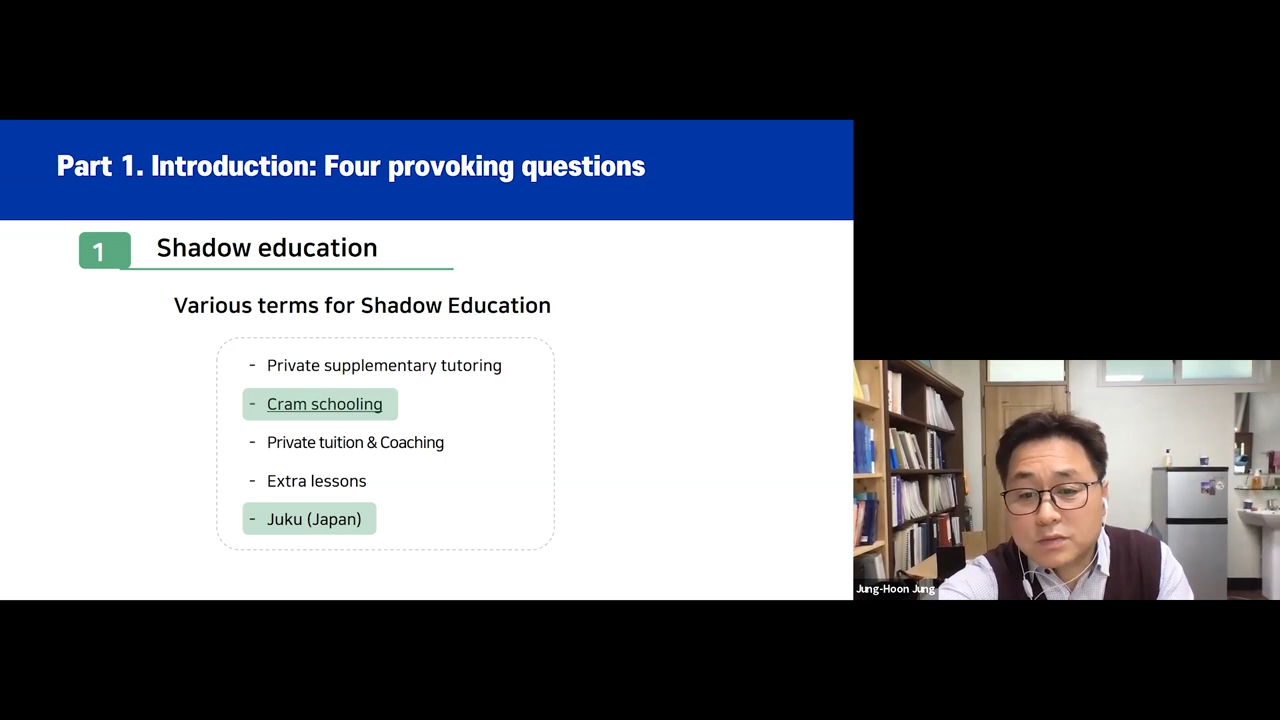 Part 1. Introduction: Four provoking questions
1 Shadow education
Various terms for Shadow Education
- Private supplementary tutoring
- Cram schooling
- Private tuition & Coaching
- Extra lessons
- Juku (Japan)
Jung-Hoon Jung